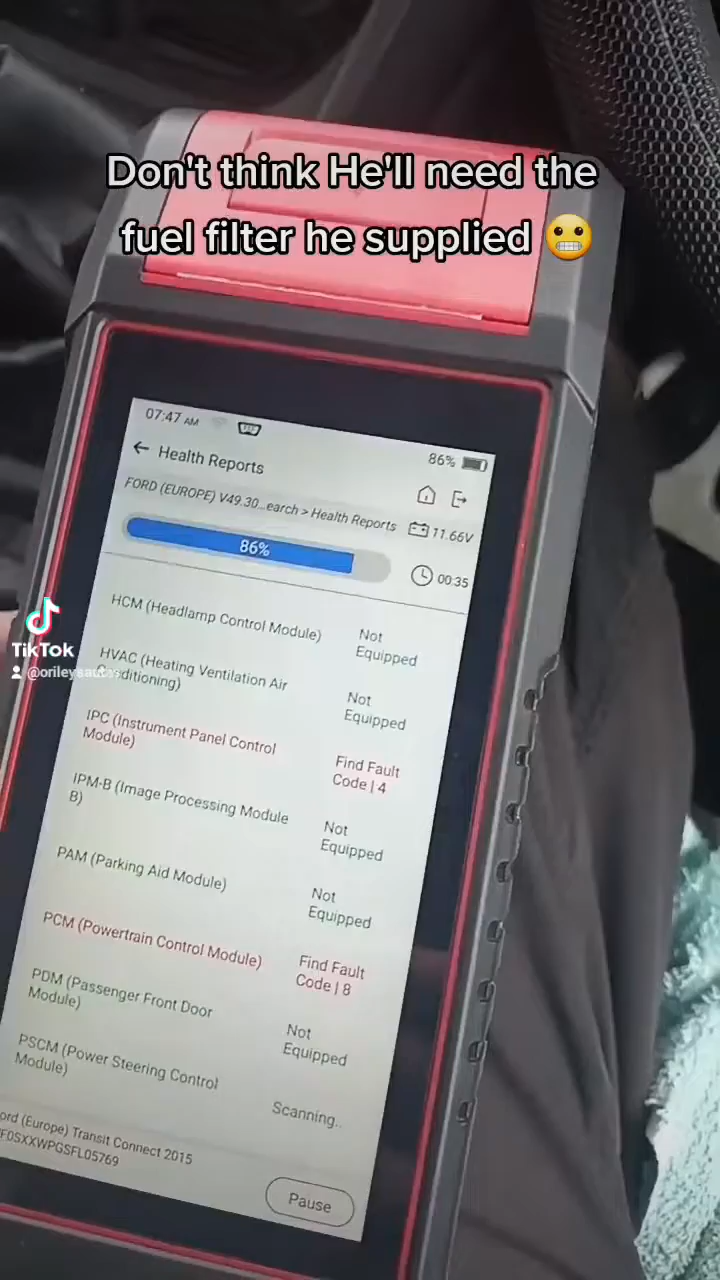 Don't think He'll need the
fuel filter he supplied 😬
07:47 AM
86%
← Health Reports
FORD (EUROPE) V49.30...earch > Health Reports
11.66V
86%
00:35
HCM (Headlamp Control Module)
Not
Equipped
HVAC (Heating Ventilation Air
Conditioning)
Not
Equipped
IPC (Instrument Panel Control
Module)
Find Fault
Code | 4
IPM-B (Image Processing Module
B)
Not
Equipped
PAM (Parking Aid Module)
Not
Equipped
PCM (Powertrain Control Module)
Find Fault
Code | 8
PDM (Passenger Front Door
Module)
Not
Equipped
PSCM (Power Steering Control
Module)
Scanning..
ord (Europe) Transit Connect 2015
F0SXXWPGSFL05769
Pause
TikTok